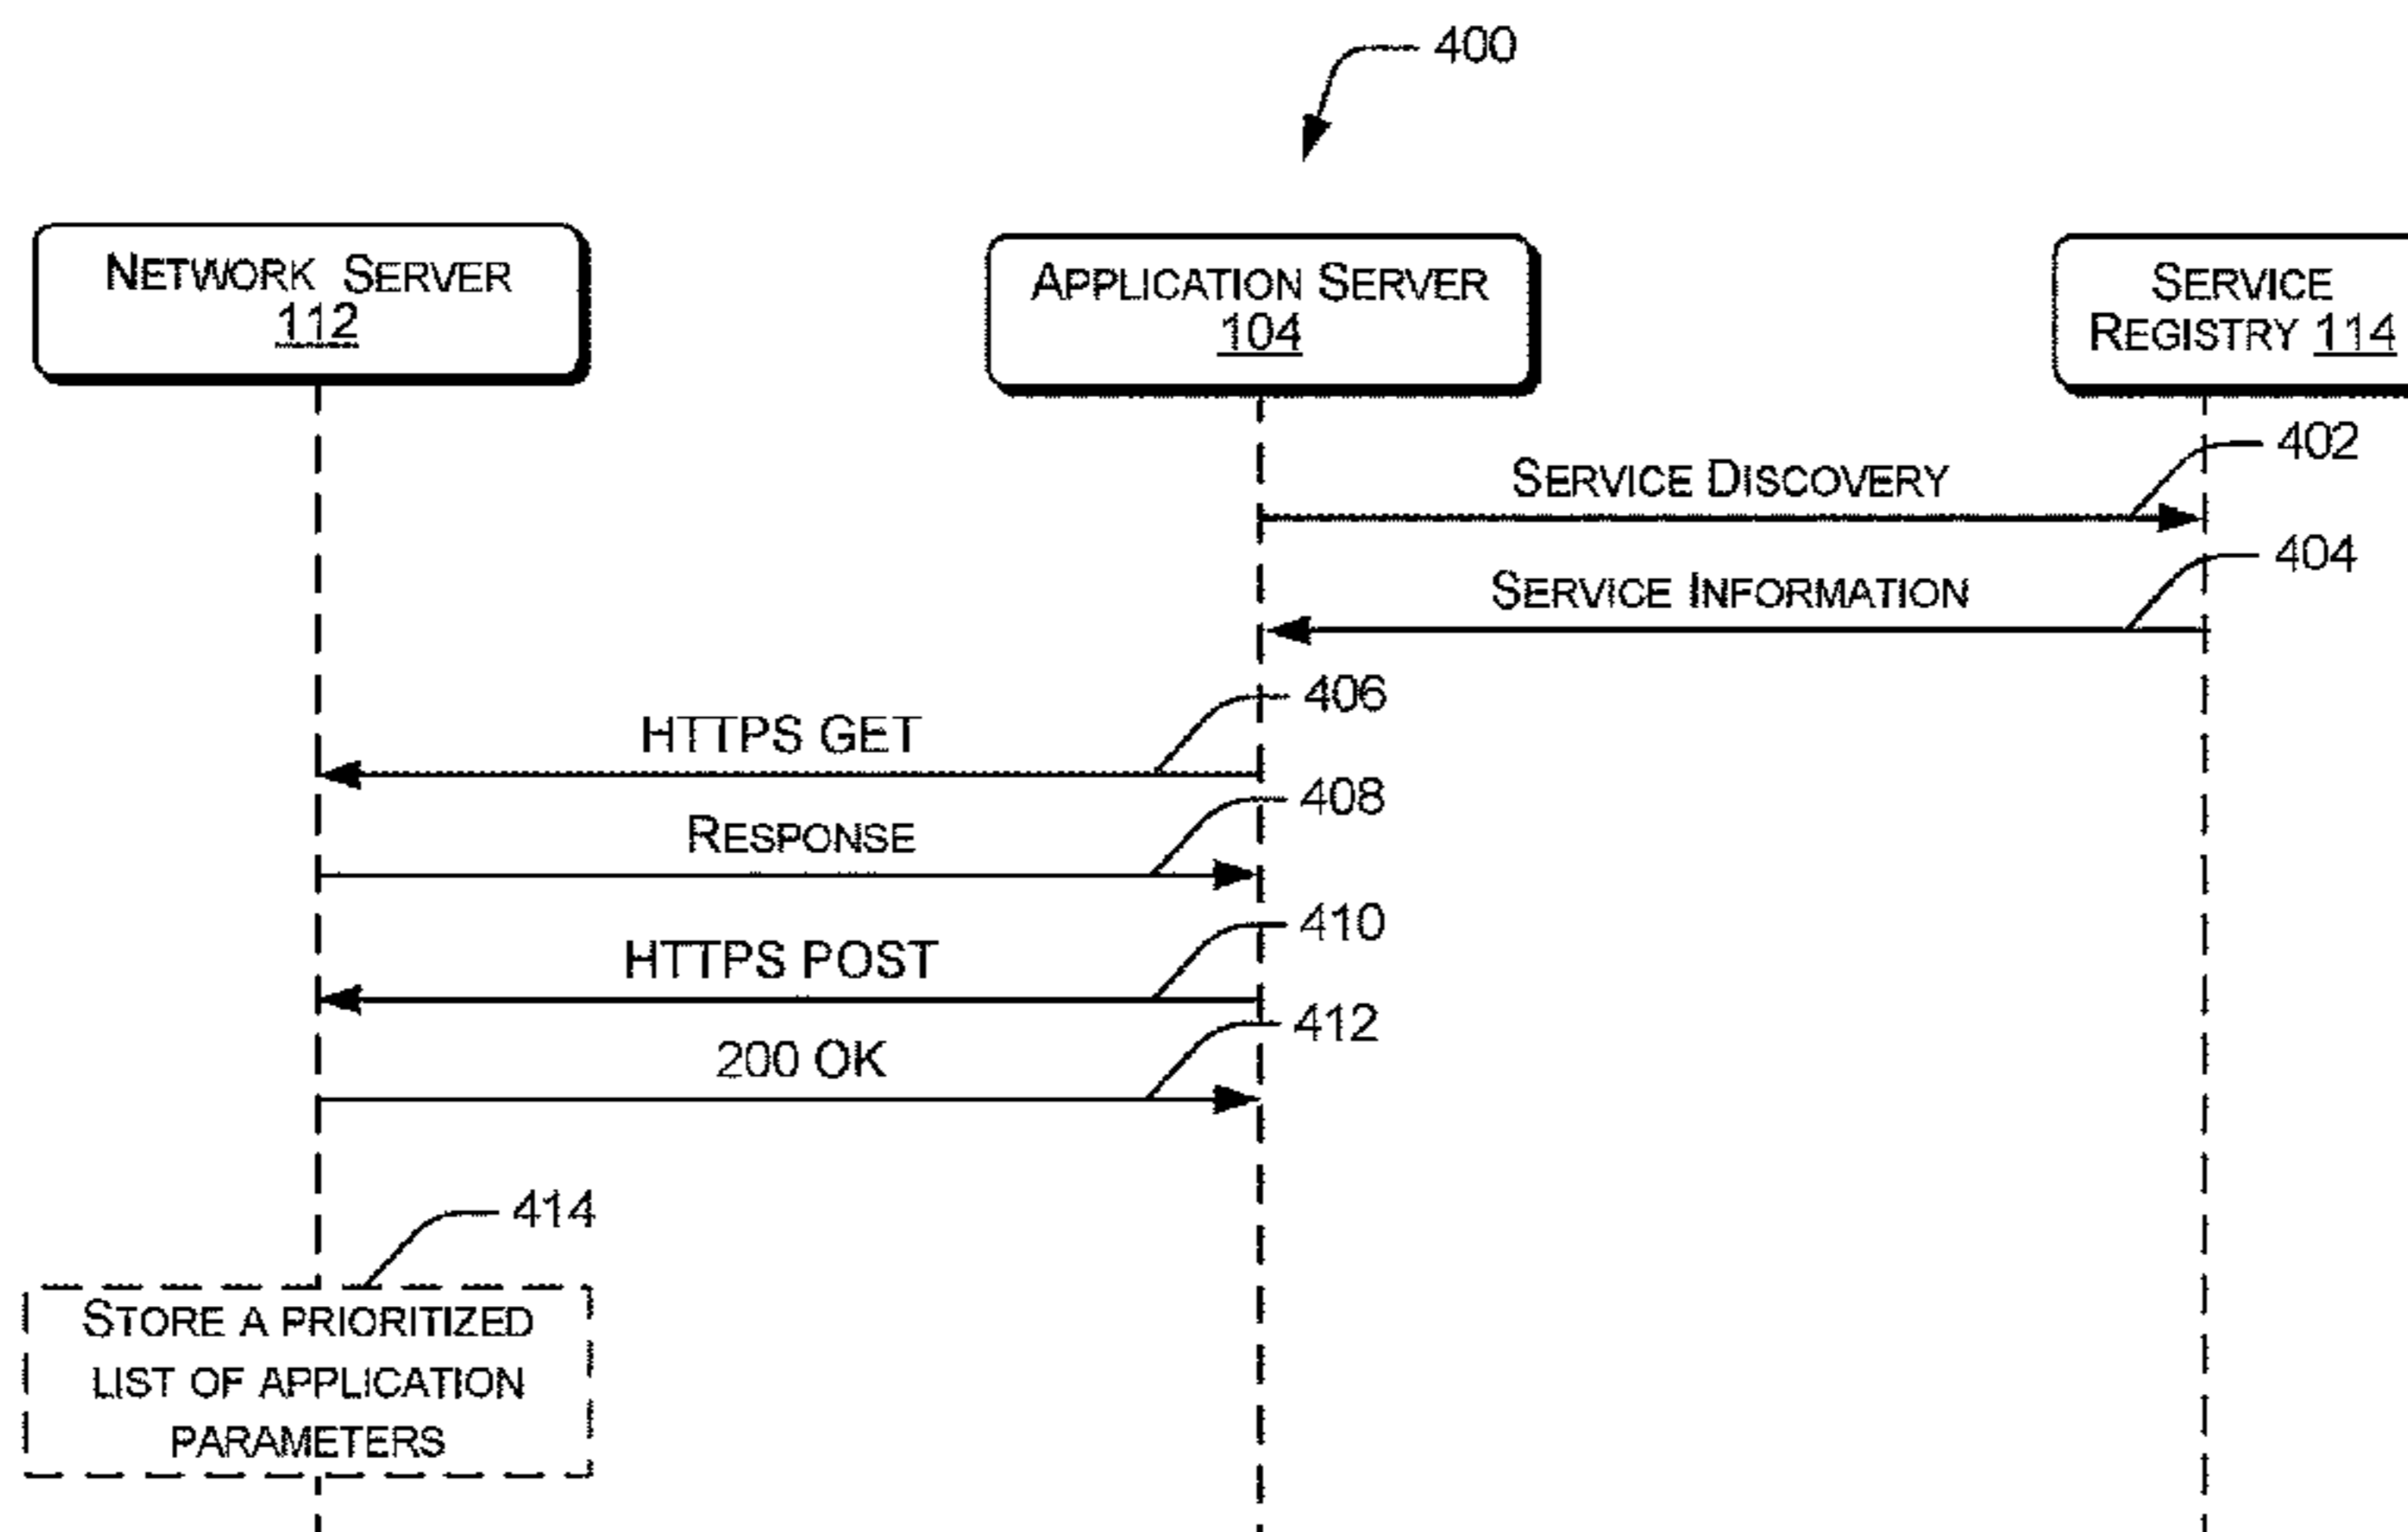 400
NETWORK SERVER
112
APPLICATION SERVER
104
SERVICE
REGISTRY 114
402
SERVICE DISCOVERY
404
SERVICE INFORMATION
406
HTTPS GET
408
RESPONSE
410
HTTPS POST
412
200 OK
414
STORE A PRIORITIZED
LIST OF APPLICATION
PARAMETERS